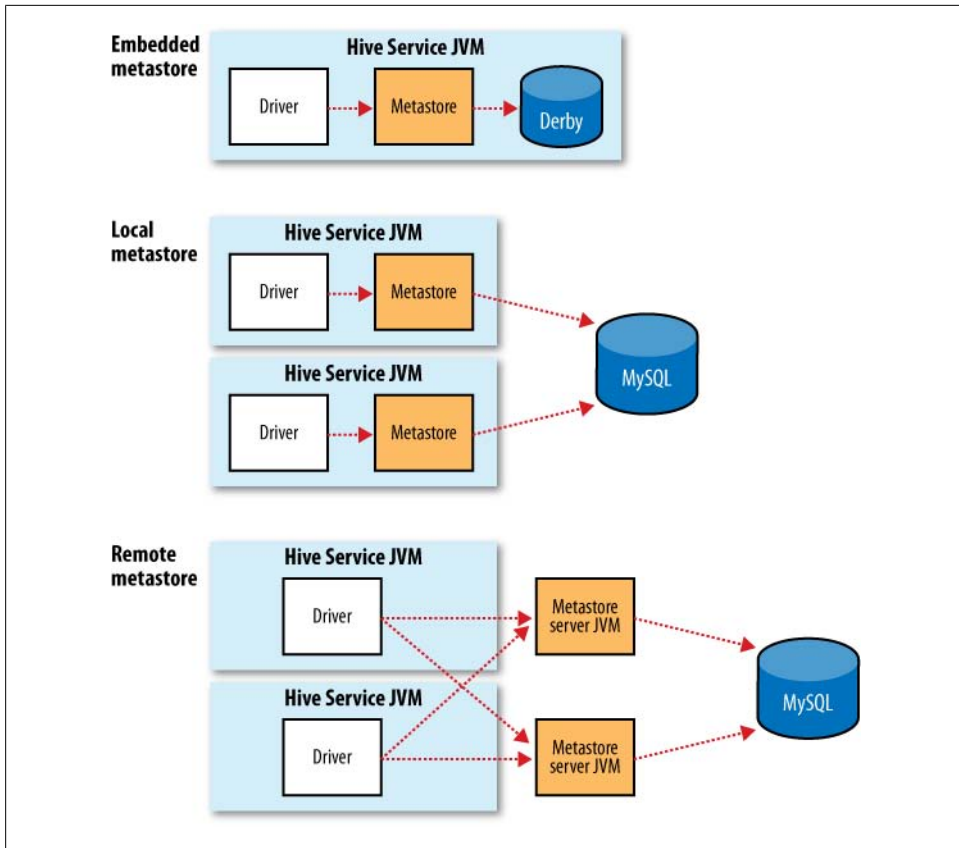 Embedded
metastore
Hive Service JVM
Driver
Metastore
Derby
Local
metastore
Hive Service JVM
Driver
Metastore
Hive Service JVM
Driver
Metastore
MySQL
Remote
metastore
Hive Service JVM
Driver
Metastore
server JVM
Hive Service JVM
Driver
Metastore
server JVM
MySQL